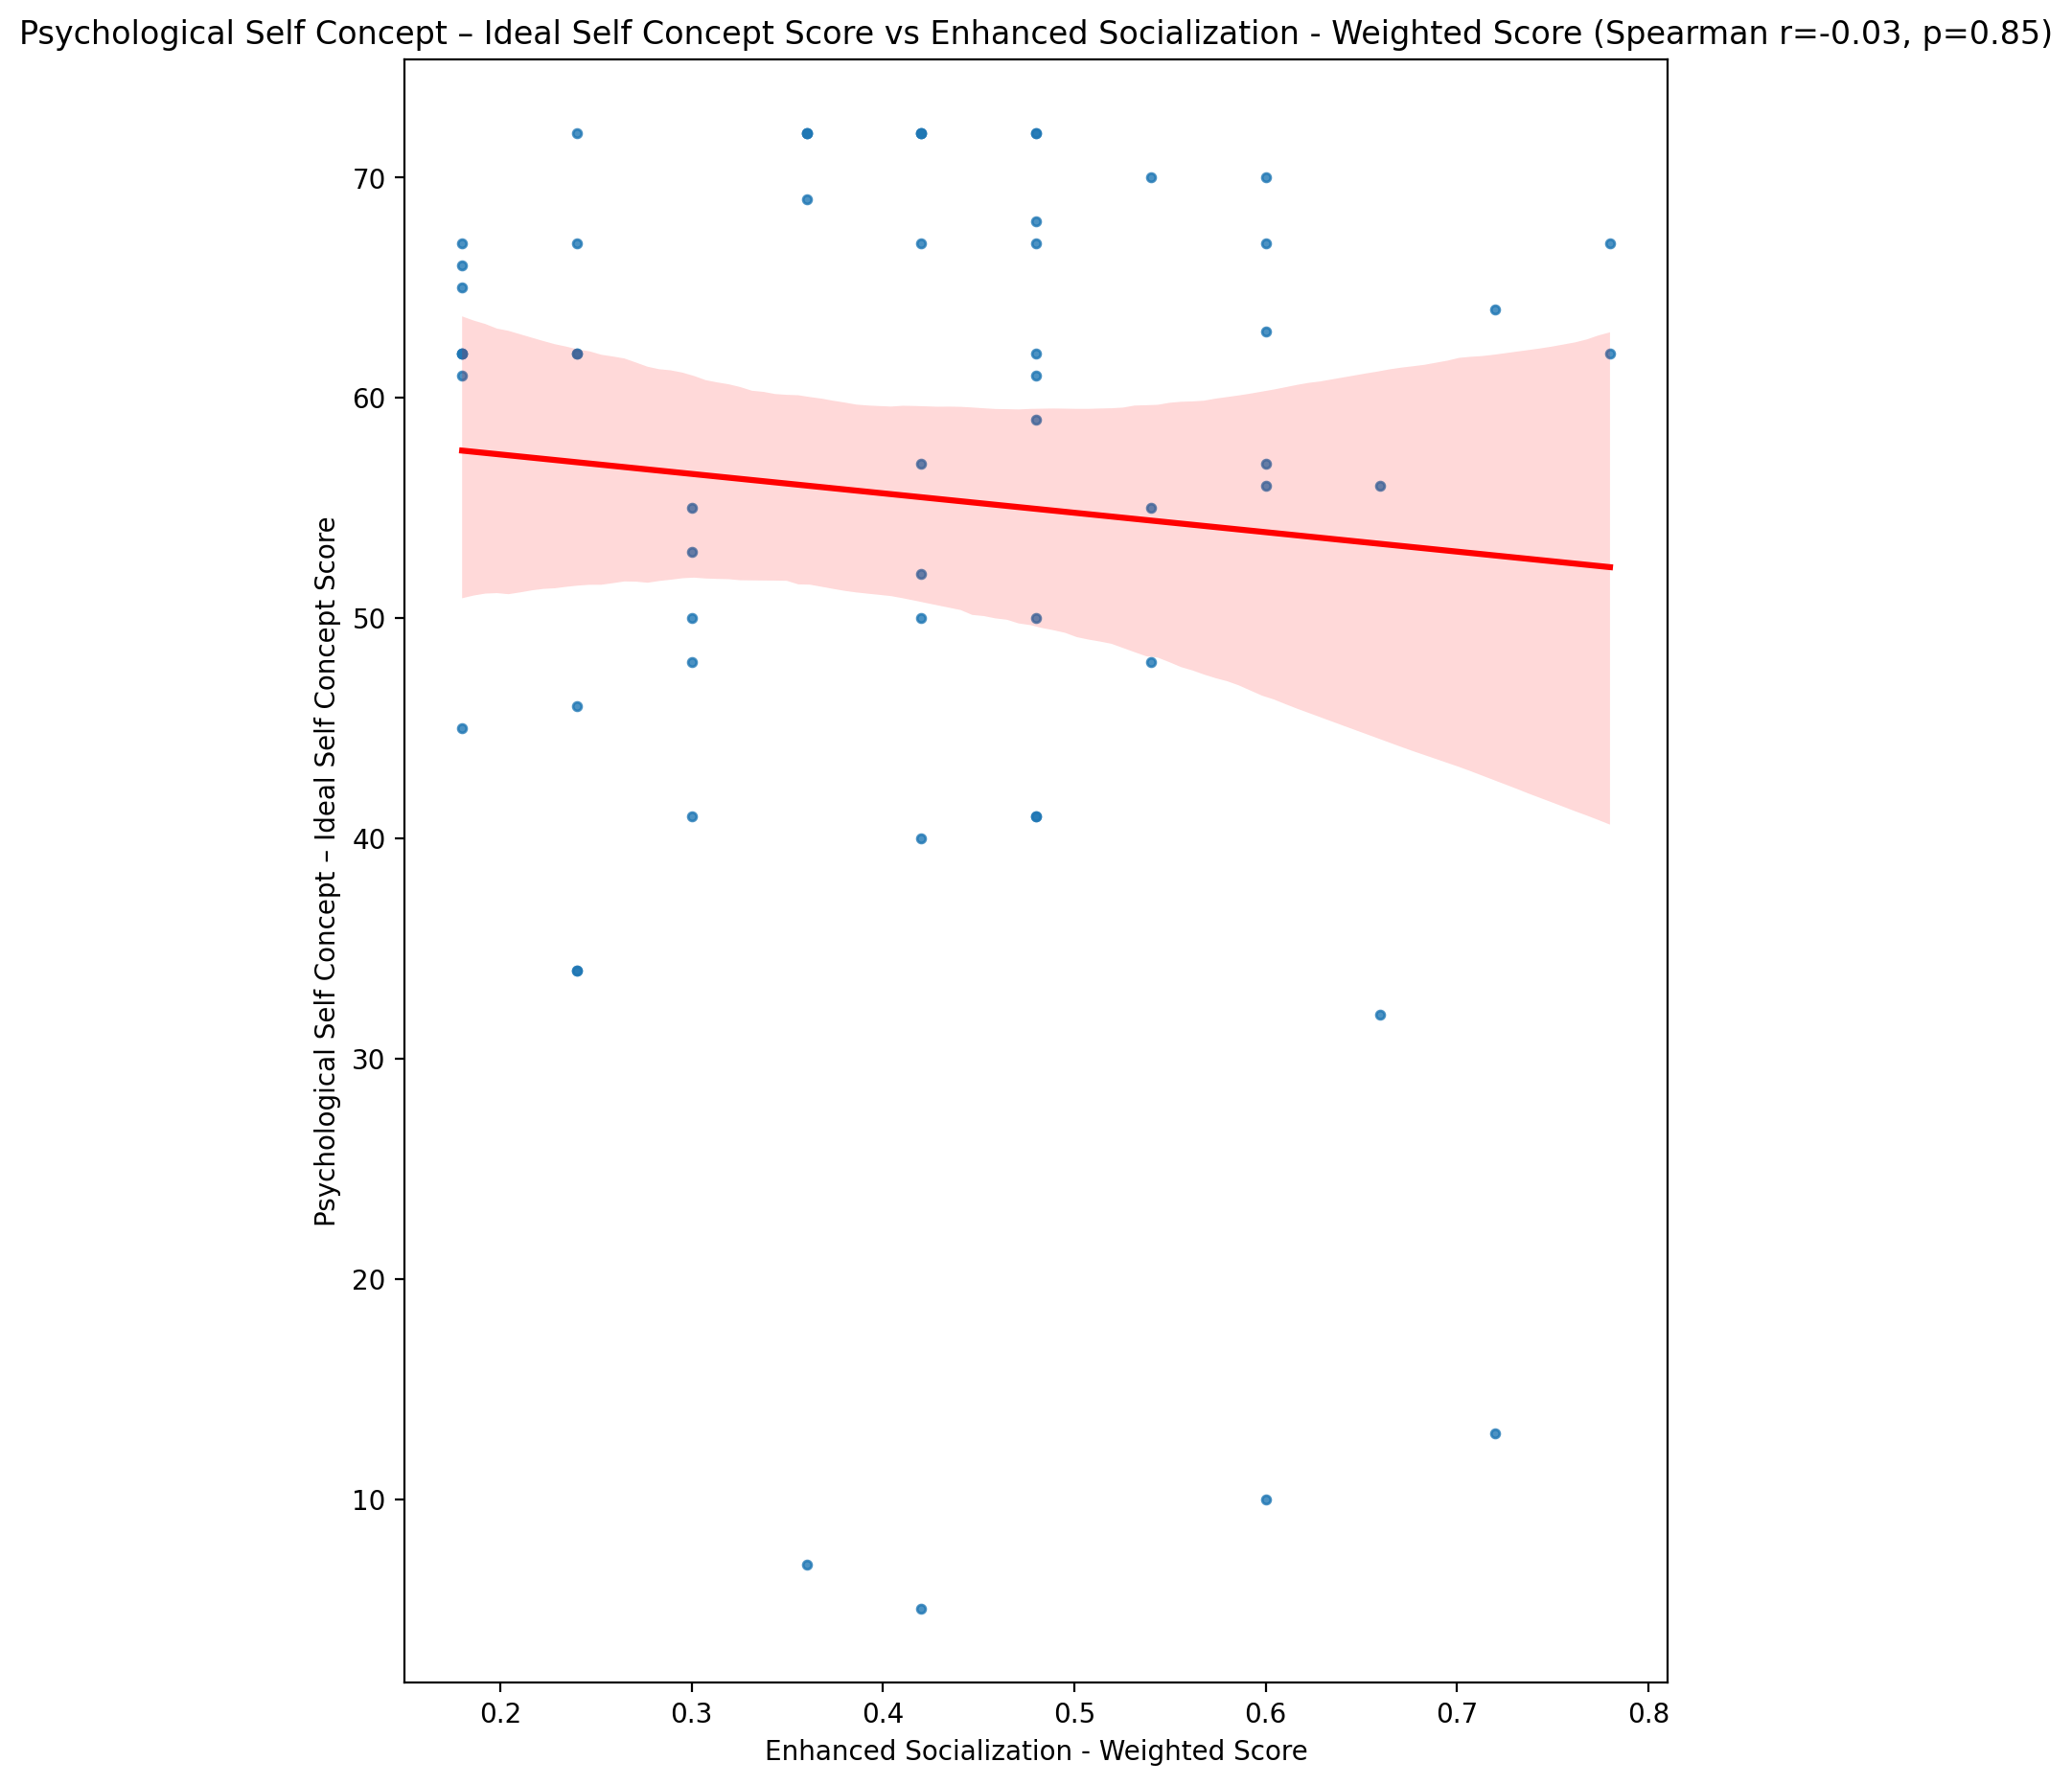 Psychological Self Concept – Ideal Self Concept Score vs Enhanced Socialization - Weighted Score (Spearman r=-0.03, p=0.85)
Psychological Self Concept – Ideal Self Concept Score
70
60
50
40
30
20
10
0.2 0.3 0.4 0.5 0.6 0.7 0.8
Enhanced Socialization - Weighted Score